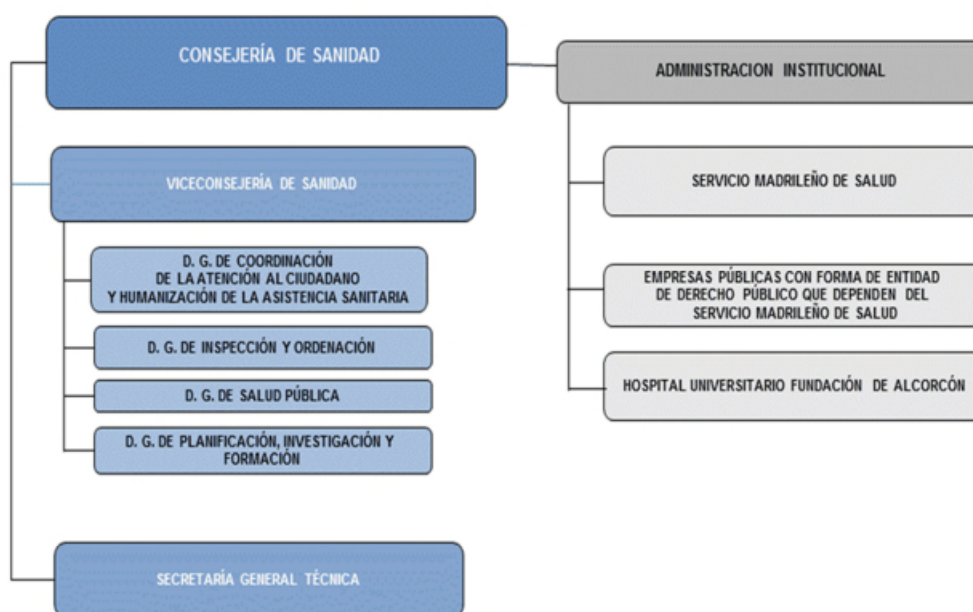 CONSEJERÍA DE SANIDAD
VICECONSEJERÍA DE SANIDAD
D. G. DE COORDINACIÓN
DE LA ATENCIÓN AL CIUDADANO
Y HUMANIZACIÓN DE LA ASISTENCIA SANITARIA
D. G. DE INSPECCIÓN Y ORDENACIÓN
D. G. DE SALUD PÚBLICA
D. G. DE PLANIFICACIÓN, INVESTIGACIÓN Y
FORMACIÓN
SECRETARÍA GENERAL TÉCNICA
ADMINISTRACION INSTITUCIONAL
SERVICIO MADRILEÑO DE SALUD
EMPRESAS PÚBLICAS CON FORMA DE ENTIDAD
DE DERECHO PÚBLICO QUE DEPENDEN DEL
SERVICIO MADRILEÑO DE SALUD
HOSPITAL UNIVERSITARIO FUNDACIÓN DE ALCORCÓN